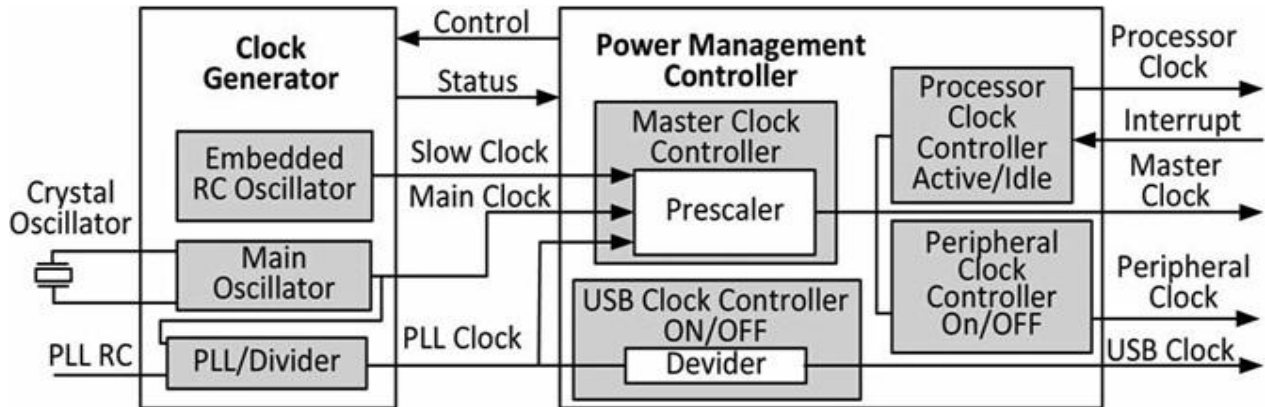 Clock
Generator
Control
Status
Power Management
Controller
Embedded
RC Oscillator
Slow Clock
Main Clock
Crystal
Oscillator
Main
Oscillator
PLL RC
PLL/Divider
PLL Clock
Master Clock
Controller
Prescaler
USB Clock Controller
ON/OFF
Devider
Processor
Clock
Controller
Active/Idle
Peripheral
Clock
Controller
On/OFF
Processor
Clock
Interrupt
Master
Clock
Peripheral
Clock
USB Clock